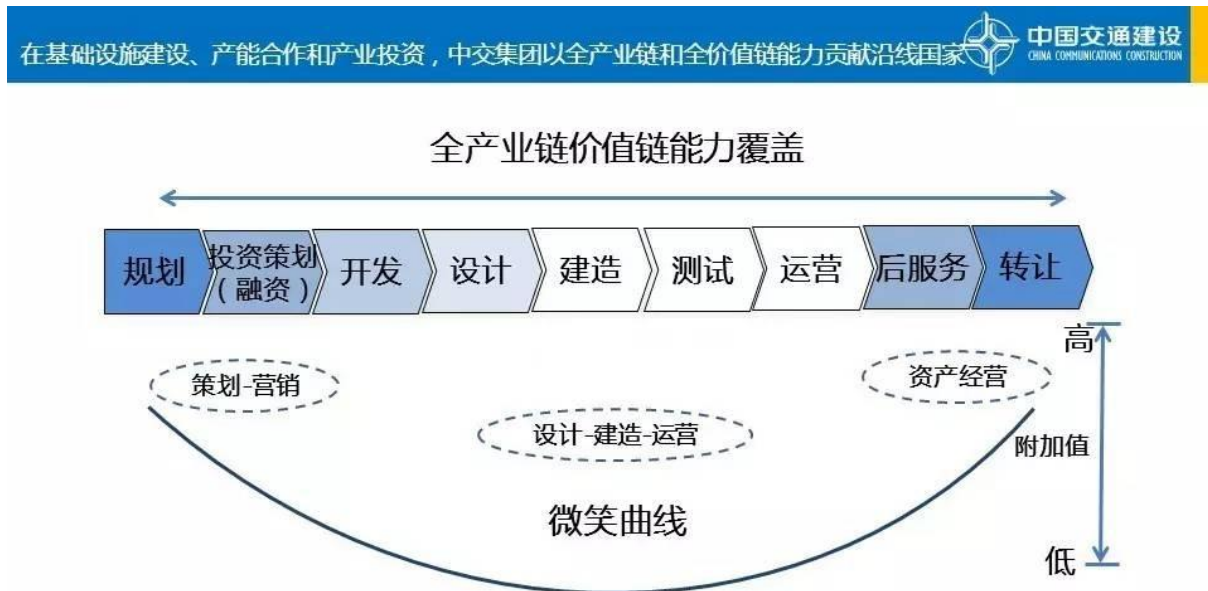 在基础设施建设、产能合作和产业投资，中交集团以全产业链和全价值链能力贡献沿线国家
中国交通建设
CHINA COMMUNICATIONS CONSTRUCTION
全产业链价值链能力覆盖
规划
投资策划
（融资）
开发
设计
建造
测试
运营
后服务
转让
高
策划-营销
资产经营
设计-建造-运营
附加值
微笑曲线
低